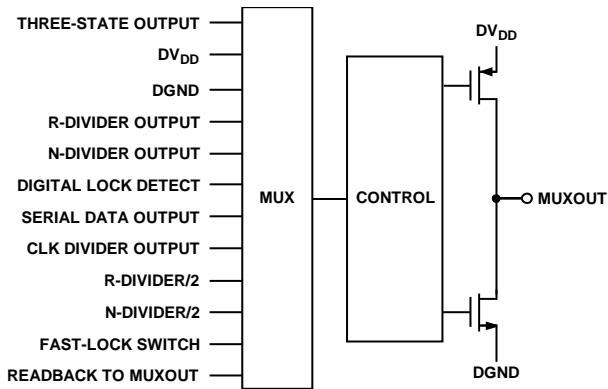 THREE-STATE OUTPUT
DVDD
DGND
R-DIVIDER OUTPUT
N-DIVIDER OUTPUT
DIGITAL LOCK DETECT
SERIAL DATA OUTPUT
CLK DIVIDER OUTPUT
R-DIVIDER/2
N-DIVIDER/2
FAST-LOCK SWITCH
READBACK TO MUXOUT
MUX
CONTROL
DVDD
MUXOUT
DGND